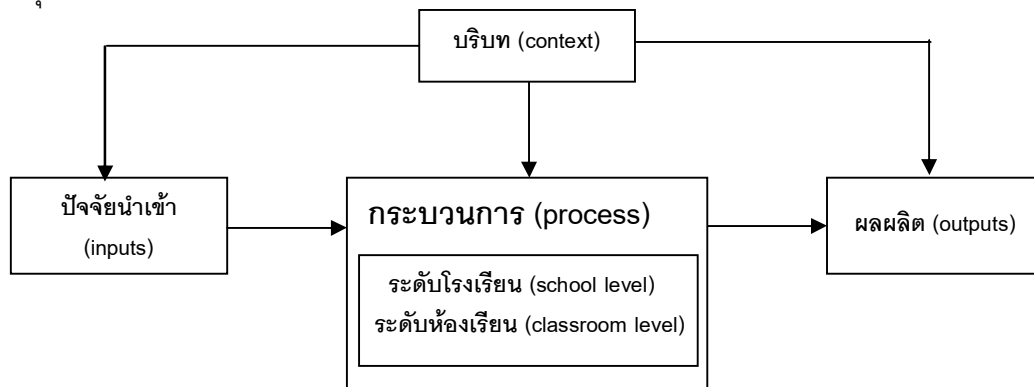 บริบท (context)
ปัจจัยนำเข้า
(inputs)
กระบวนการ (process)
ระดับโรงเรียน (school level)
ระดับห้องเรียน (classroom level)
ผลผลิต (outputs)